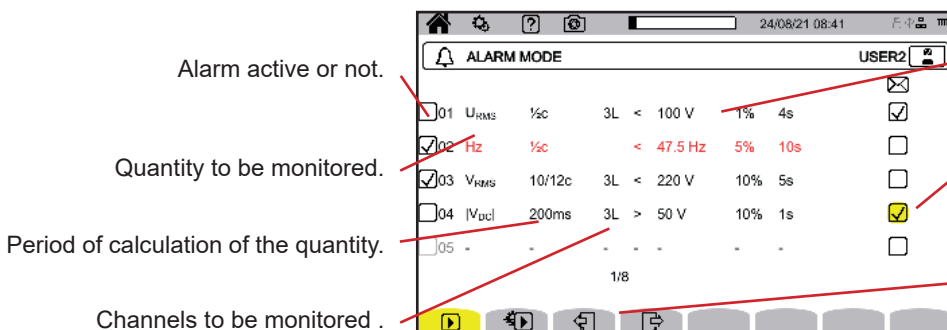 24/08/21 08:41
ALARM MODE USER2
Alarm active or not.
01 URMS ½c 3L < 100 V 1% 4s
02 Hz ½c < 47.5 Hz 5% 10s
Quantity to be monitored.
03 VRMS 10/12c 3L < 220 V 10% 5s
04 |VDC| 200ms 3L > 50 V 10% 1s
Period of calculation of the quantity.
05 - - - - - - -
1/8
Channels to be monitored .